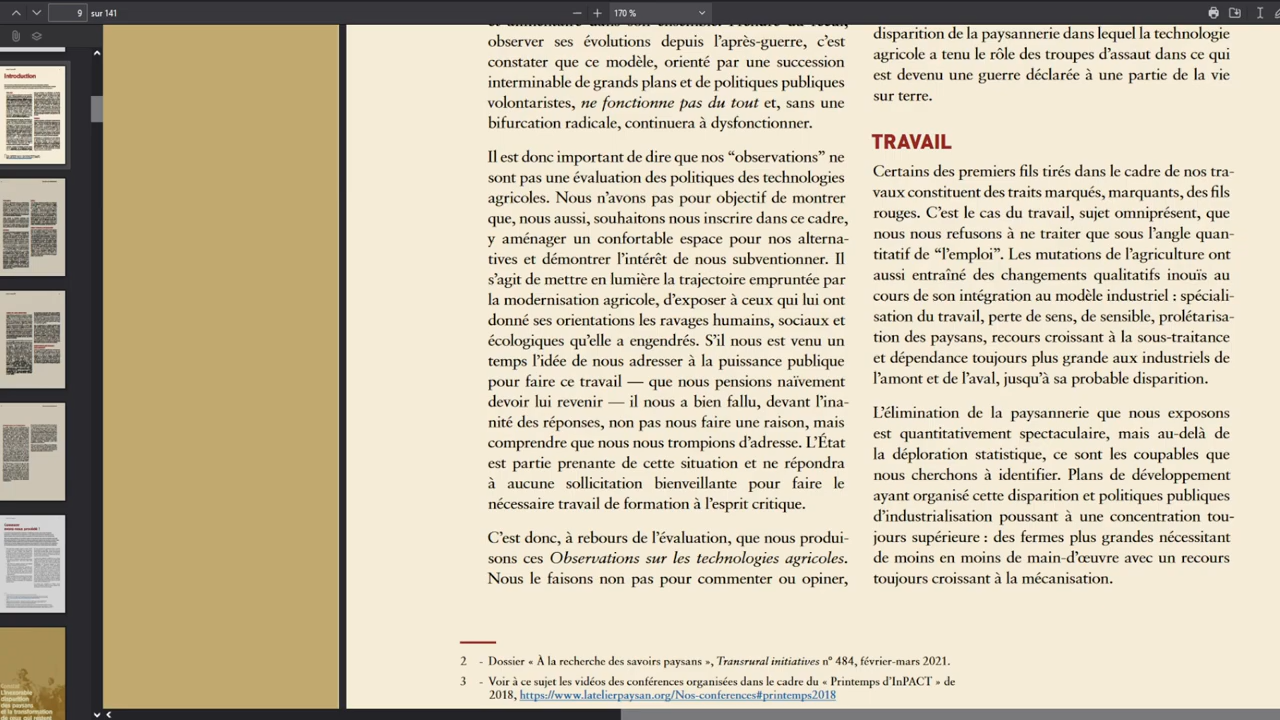 9 sur 141
170 %
Introduction
et alimentaire dans son ensemble. Prendre du recul,
observer ses évolutions depuis l’après-guerre, c’est
constater que ce modèle, orienté par une succession
interminable de grands plans et de politiques publiques
volontaristes, ne fonctionne pas du tout et, sans une
bifurcation radicale, continuera à dysfonctionner.
Il est donc important de dire que nos “observations” ne
sont pas une évaluation des politiques des technologies
agricoles. Nous n’avons pas pour objectif de montrer
que, nous aussi, souhaitons nous inscrire dans ce cadre,
y aménager un confortable espace pour nos alterna-
tives et démontrer l’intérêt de nous subventionner. Il
s’agit de mettre en lumière la trajectoire empruntée par
la modernisation agricole, d’exposer à ceux qui lui ont
donné ses orientations les ravages humains, sociaux et
écologiques qu’elle a engendrés. S’il nous est venu un
temps l’idée de nous adresser à la puissance publique
pour faire ce travail — que nous pensions naïvement
devoir lui revenir — il nous a bien fallu, devant l’ina-
nité des réponses, non pas nous faire une raison, mais
comprendre que nous nous trompions d’adresse. L’État
est partie prenante de cette situation et ne répondra
à aucune sollicitation bienveillante pour faire le
nécessaire travail de formation à l’esprit critique.
C’est donc, à rebours de l’évaluation, que nous produi-
sons ces Observations sur les technologies agricoles.
Nous le faisons non pas pour commenter ou opiner,
disparition de la paysannerie dans lequel la technologie
agricole a tenu le rôle des troupes d’assaut dans ce qui
est devenu une guerre déclarée à une partie de la vie
sur terre.
TRAVAIL
Certains des premiers fils tirés dans le cadre de nos tra-
vaux constituent des traits marqués, marquants, des fils
rouges. C’est le cas du travail, sujet omniprésent, que
nous nous refusons à ne traiter que sous l’angle quan-
titatif de “l’emploi”. Les mutations de l’agriculture ont
aussi entraîné des changements qualitatifs inouïs au
cours de son intégration au modèle industriel : spéciali-
sation du travail, perte de sens, de sensible, prolétarisa-
tion des paysans, recours croissant à la sous-traitance
et dépendance toujours plus grande aux industriels de
l’amont et de l’aval, jusqu’à sa probable disparition.
L’élimination de la paysannerie que nous exposons
est quantitativement spectaculaire, mais au-delà de
la déploration statistique, ce sont les coupables que
nous cherchons à identifier. Plans de développement
ayant organisé cette disparition et politiques publiques
d’industrialisation poussant à une concentration tou-
jours supérieure : des fermes plus grandes nécessitant
de moins en moins de main-d’œuvre avec un recours
toujours croissant à la mécanisation.
2 - Dossier « À la recherche des savoirs paysans », Transrural initiatives n° 484, février-mars 2021.
3 - Voir à ce sujet les vidéos des conférences organisées dans le cadre du « Printemps d’InPACT » de
2018, https://www.latelierpaysan.org/Nos-conferences#printemps2018